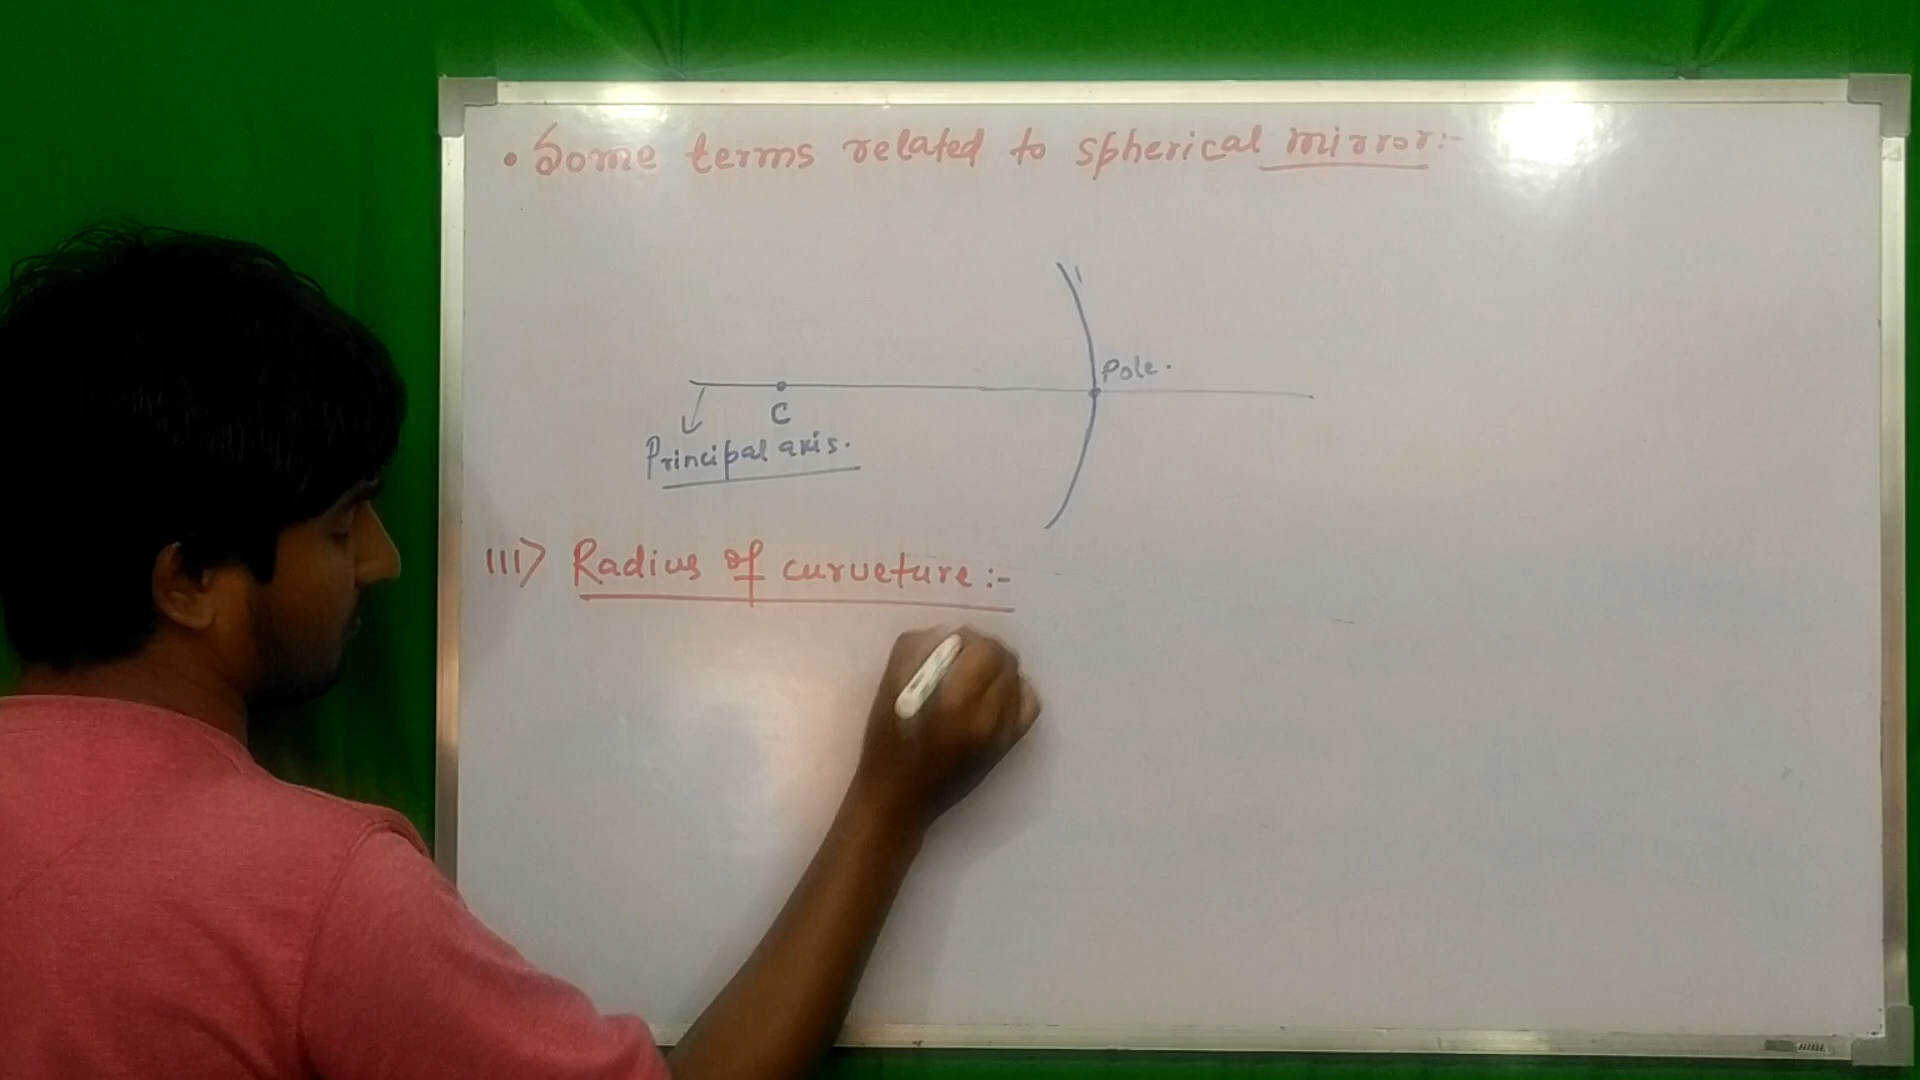 • Some terms related to spherical mirror:-
Pole.
C
Principal axis.
III> Radius of curveture:-